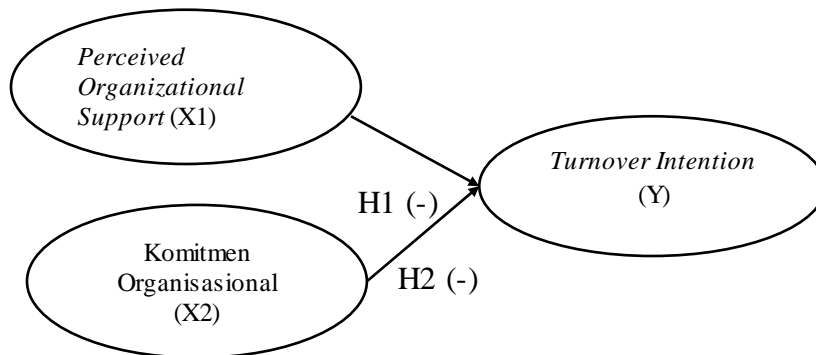 Perceived
Organizational
Support (X1)
Turnover Intention
(Y)
H1 (-)
Komitmen
Organisasional
(X2)
H2 (-)